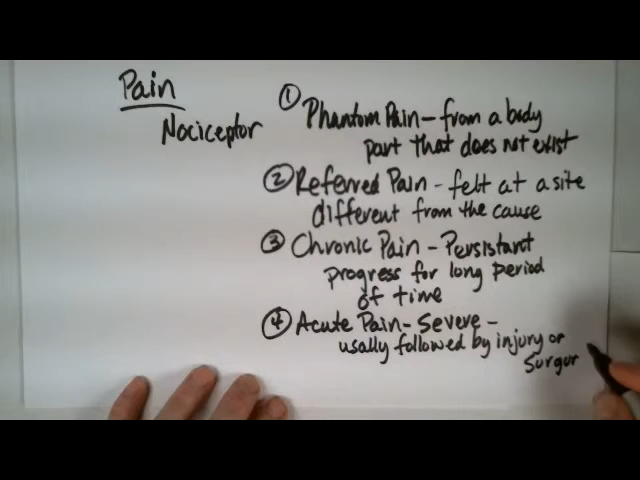 Pain
Nociceptor
① Phantom Pain – from a body
part that does not exist
② Referred Pain – felt at a site
different from the cause
③ Chronic Pain – Persistant
progress for long period
of time
④ Acute Pain – Severe –
usally followed by injury or
Surgur